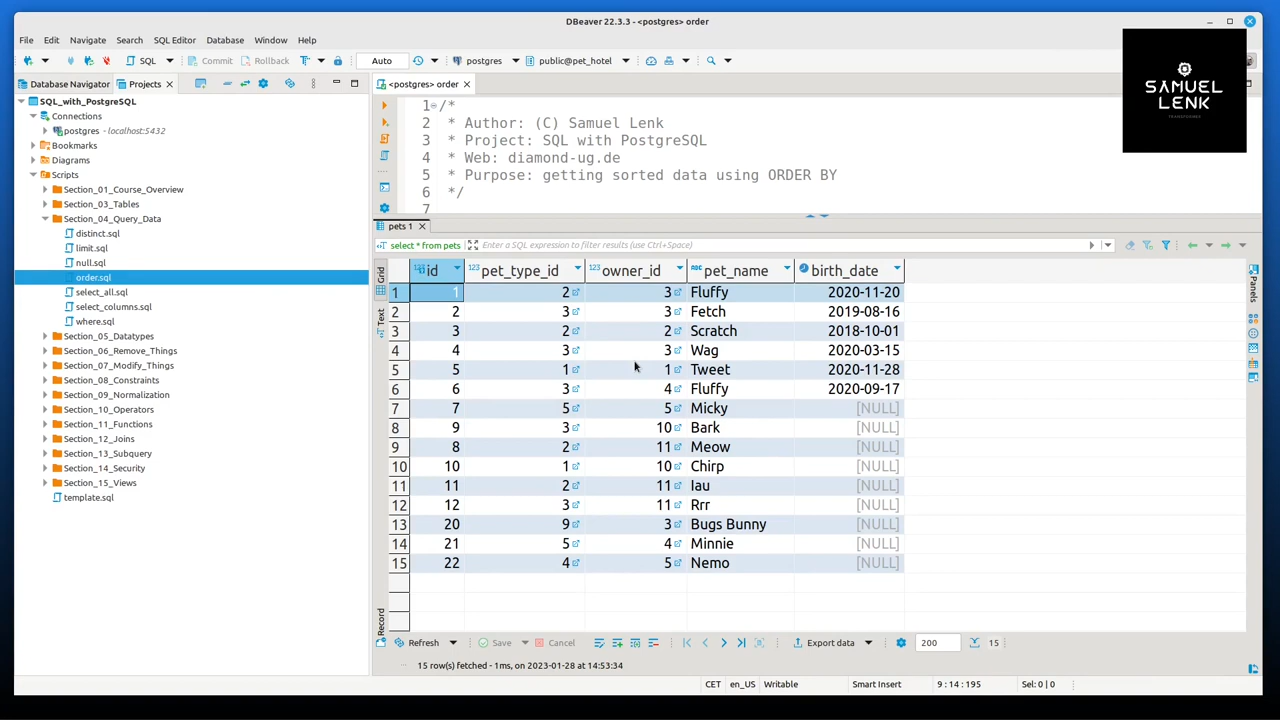 DBeaver 22.3.3 - <postgres> order
File Edit Navigate Search SQL Editor Database Window Help
SQL Commit Rollback Auto postgres public@pet_hotel
SAMUEL
LENK
Database Navigator Projects
<postgres> order
SQL_with_PostgreSQL
Connections
postgres - localhost:5432
Bookmarks
Diagrams
Scripts
Section_01_Course_Overview
Section_03_Tables
Section_04_Query_Data
distinct.sql
limit.sql
null.sql
order.sql
select_all.sql
select_columns.sql
where.sql
Section_05_Datatypes
Section_06_Remove_Things
Section_07_Modify_Things
Section_08_Constraints
Section_09_Normalization
Section_10_Operators
Section_11_Functions
Section_12_Joins
Section_13_Subquery
Section_14_Security
Section_15_Views
template.sql
1 /*
2 * Author: (C) Samuel Lenk
3 * Project: SQL with PostgreSQL
4 * Web: diamond-ug.de
5 * Purpose: getting sorted data using ORDER BY
6 */
7
pets 1
select * from pets Enter a SQL expression to filter results (use Ctrl+Space)
Grid
Text
Record
Panels
123 id 123 pet_type_id 123 owner_id ABC pet_name birth_date
1 1 2 3 Fluffy 2020-11-20
2 2 3 3 Fetch 2019-08-16
3 3 2 2 Scratch 2018-10-01
4 4 3 3 Wag 2020-03-15
5 5 1 1 Tweet 2020-11-28
6 6 3 4 Fluffy 2020-09-17
7 7 5 5 Micky [NULL]
8 9 3 10 Bark [NULL]
9 8 2 11 Meow [NULL]
10 10 1 10 Chirp [NULL]
11 11 2 11 Iau [NULL]
12 12 3 11 Rrr [NULL]
13 20 9 3 Bugs Bunny [NULL]
14 21 5 4 Minnie [NULL]
15 22 4 5 Nemo [NULL]
Refresh Save Cancel Export data 200 15
15 row(s) fetched - 1ms, on 2023-01-28 at 14:53:34
CET en_US Writable Smart Insert 9 : 14 : 195 Sel: 0 | 0